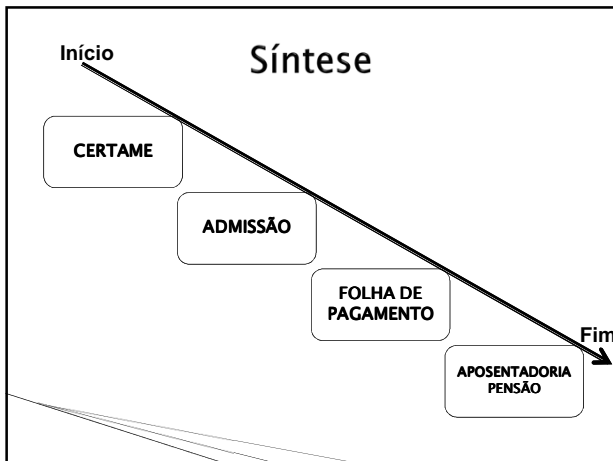 Início
Síntese
CERTAME
ADMISSÃO
FOLHA DE
PAGAMENTO
Fim
APOSENTADORIA
PENSÃO